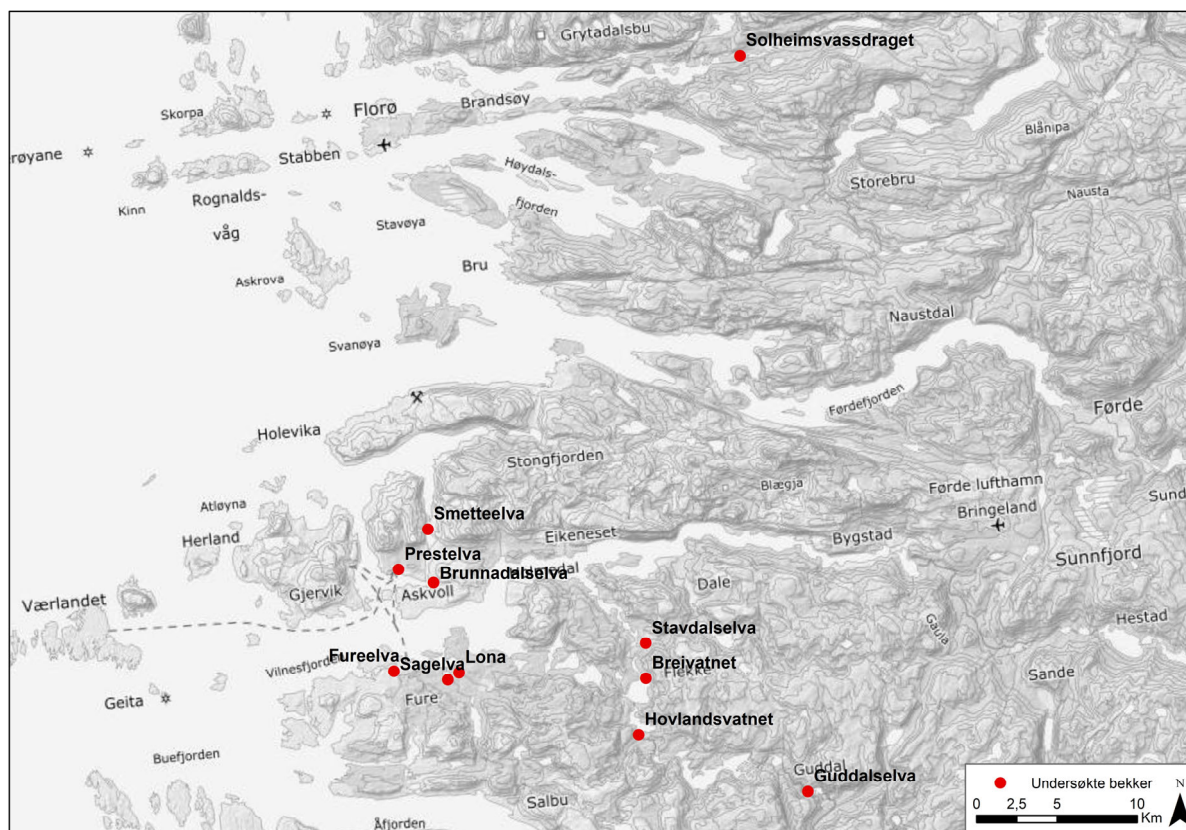 Solheimsvassdraget
Grytadalsbu
Brandsøy
Florø
Skorpa
Blånipa
Stabben
røyane
Høydals-
fjorden
Storebru
Nausta
Kinn
Rognalds-
våg
Stavøya
Bru
Askrova
Naustdal
Svanøya
Førdefjorden
Førde
Holevika
Stongfjorden
Blægja
Førde lufthamn
Bringeland
Sund
Atløyna
Herland
Smetteelva
Eikeneset
Bygstad
Sunnfjord
Prestelva
Brunnadalselva
Dale
Værlandet
Gjervik
Askvoll
Hestad
Gaula
Stavdalselva
Fureelva
Sagelva
Lona
Vilnesfjorden
Breivatnet
Flekke
Sande
Geita
Fure
Hovlandsvatnet
Buefjorden
Guddal
Guddalselva
Salbu
Åfjorden
Undersøkte bekker
N
0 2,5 5 10
Km